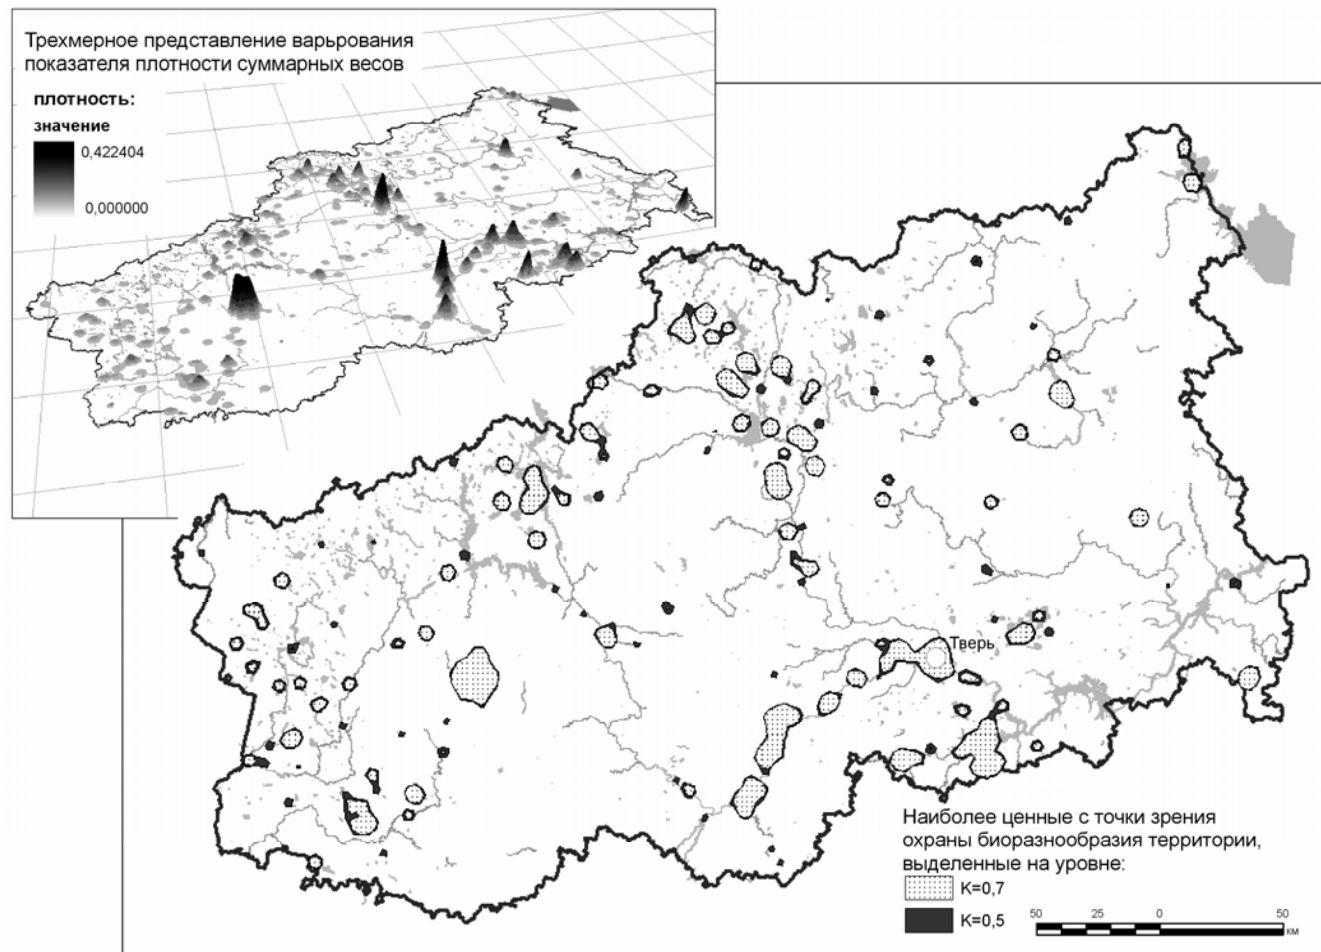 Трехмерное представление варьрования
показателя плотности суммарных весов
плотность:
значение
0,422404
0,000000
Тверь
Наиболее ценные с точки зрения
охраны биоразнообразия территории,
выделенные на уровне:
K=0,7
K=0,5
50 25 0 50
км